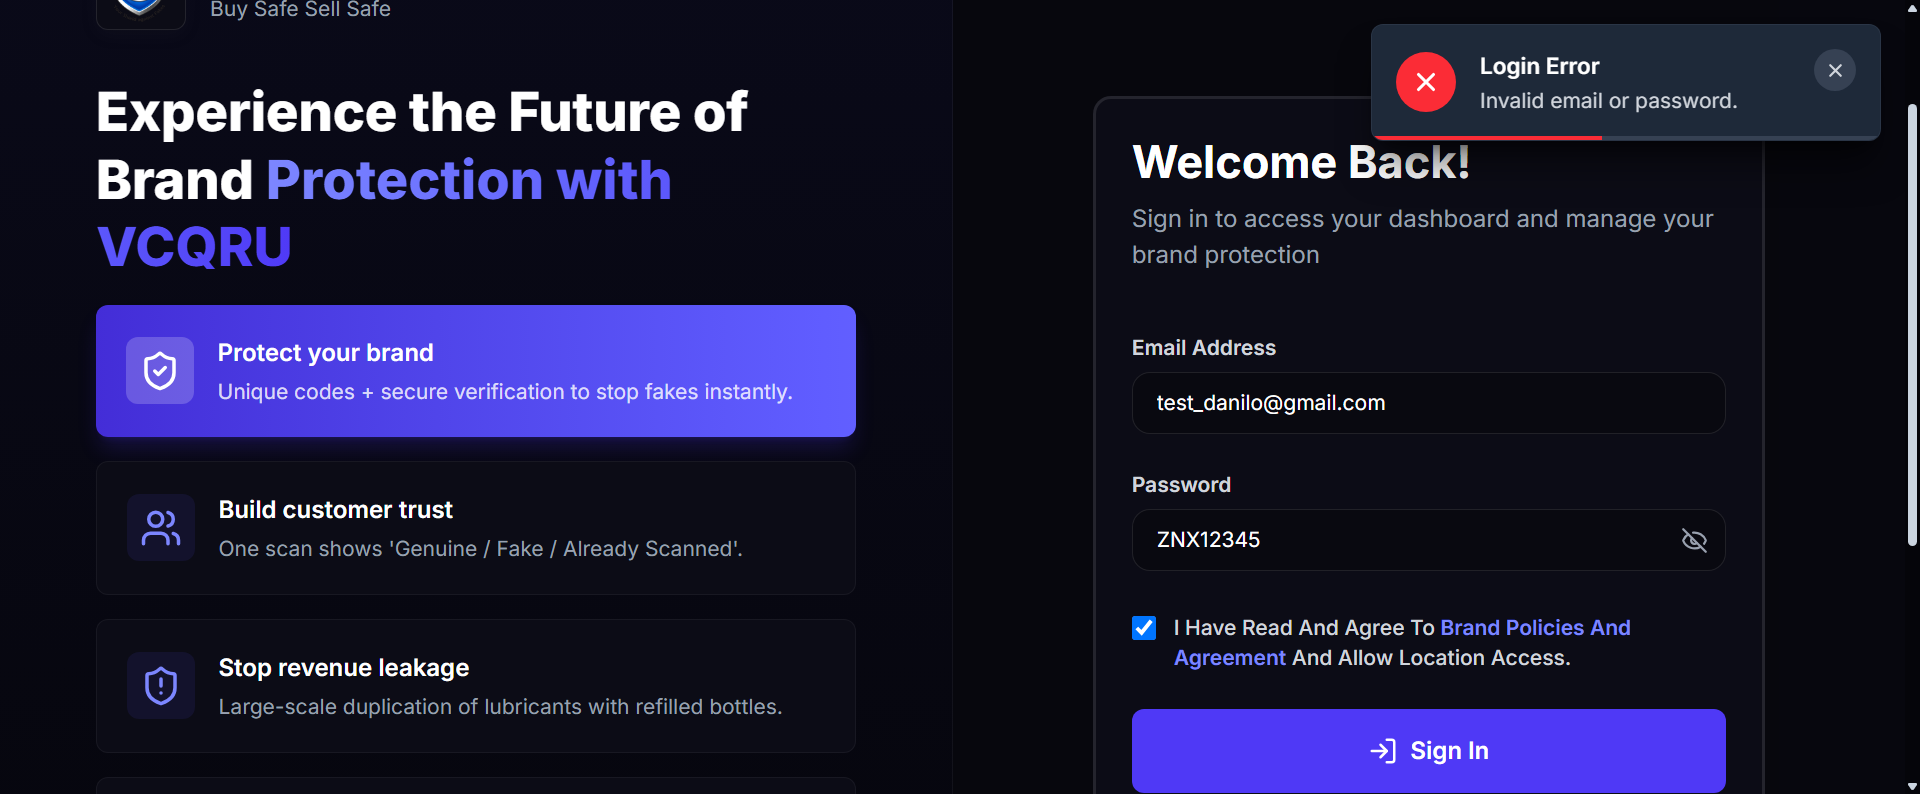 Buy Safe Sell Safe
Experience the Future of
Brand Protection with
VCQRU
Protect your brand
Unique codes + secure verification to stop fakes instantly.
Build customer trust
One scan shows 'Genuine / Fake / Already Scanned'.
Stop revenue leakage
Large-scale duplication of lubricants with refilled bottles.
Login Error
Invalid email or password.
Welcome Back!
Sign in to access your dashboard and manage your
brand protection
Email Address
test_danilo@gmail.com
Password
ZNX12345
I Have Read And Agree To Brand Policies And
Agreement And Allow Location Access.
Sign In